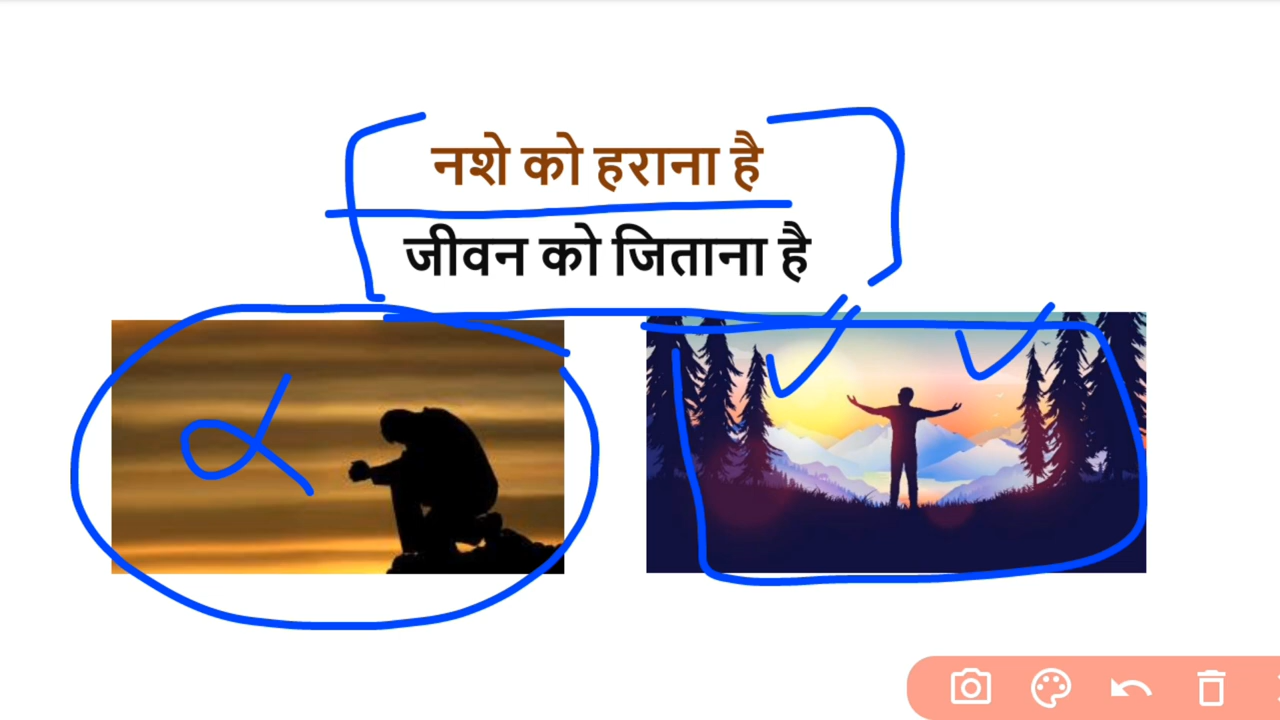 नशे को हराना है
जीवन को जिताना है